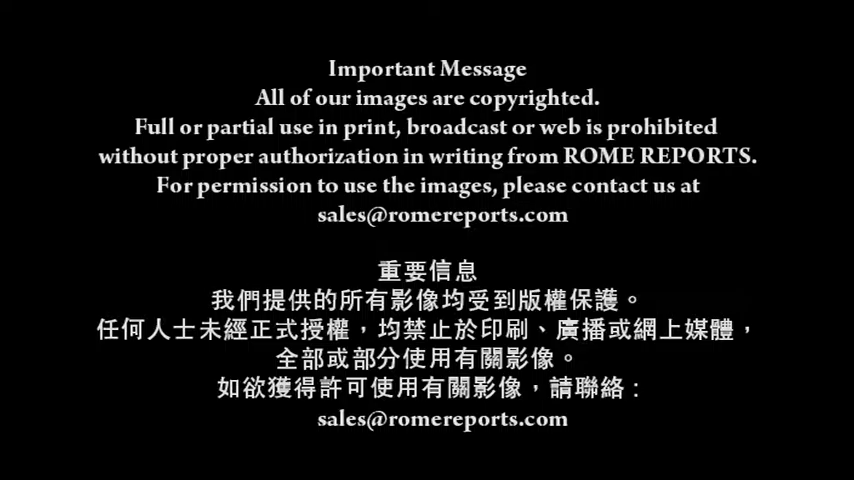 Important Message
All of our images are copyrighted.
Full or partial use in print, broadcast or web is prohibited
without proper authorization in writing from ROME REPORTS.
For permission to use the images, please contact us at
sales@romereports.com
重要信息
我們提供的所有影像均受到版權保護。
任何人士未經正式授權，均禁止於印刷、廣播或網上媒體，
全部或部分使用有關影像。
如欲獲得許可使用有關影像，請聯絡：
sales@romereports.com